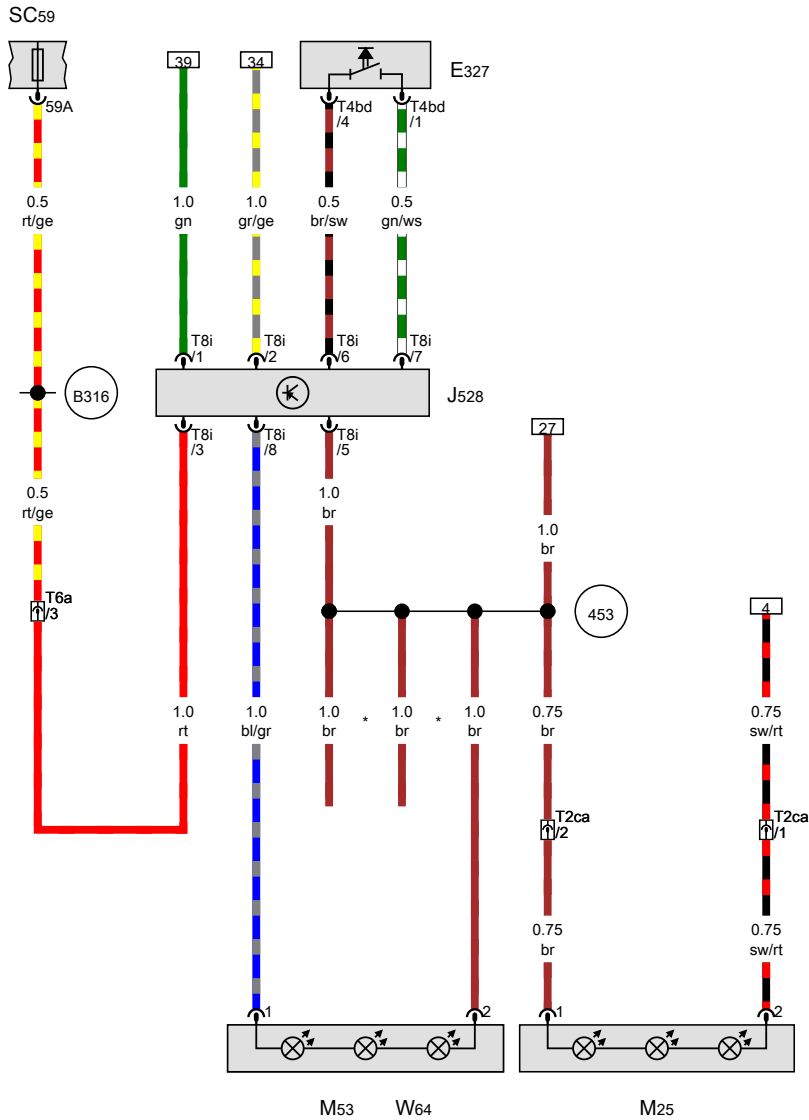 SC59
39
34
E327
59A
T4bd
/4
T4bd
/1
0.5
rt/ge
1.0
gn
1.0
gr/ge
0.5
br/sw
0.5
gn/ws
T8i
/1
T8i
/2
T8i
/6
T8i
/7
B316
J528
T8i
/3
T8i
/8
T8i
/5
27
0.5
rt/ge
1.0
br
1.0
br
T6a
/3
453
4
1.0
rt
1.0
bl/gr
1.0
br
*
1.0
br
*
1.0
br
0.75
br
0.75
sw/rt
T2ca
/2
T2ca
/1
0.75
br
0.75
sw/rt
1
2
1
2
M53
W64
M25